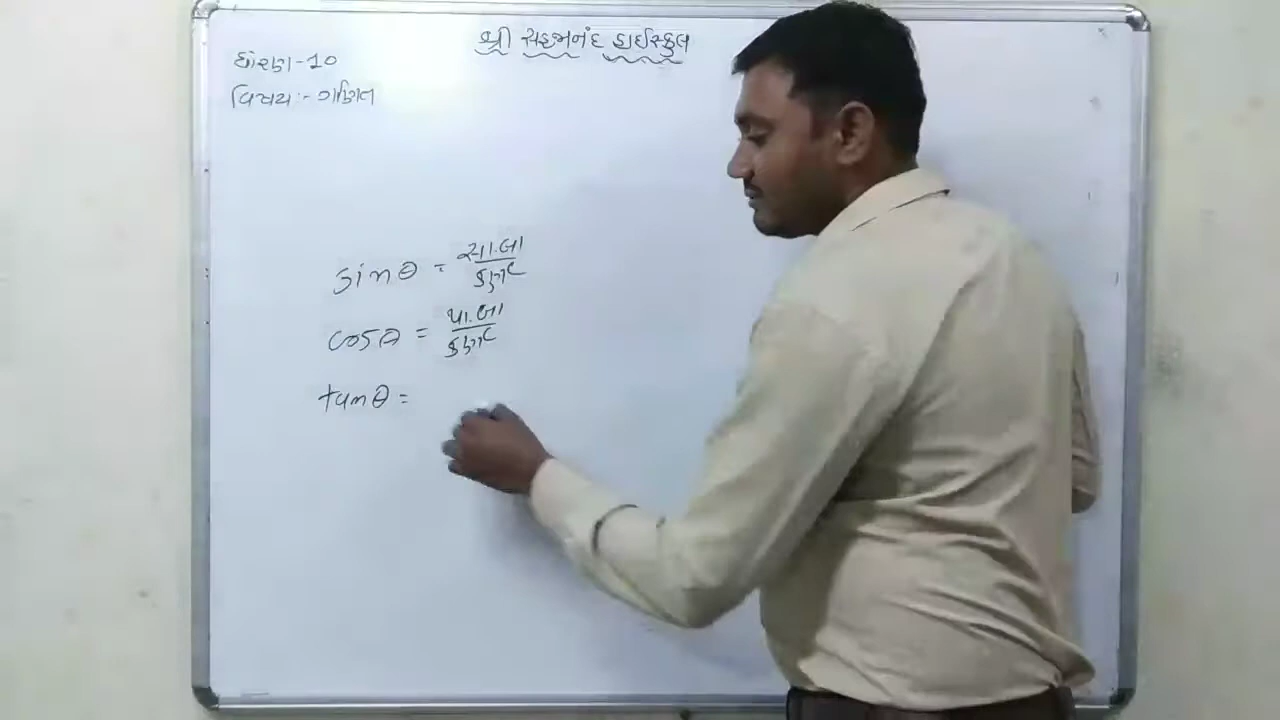 શ્રી સહજાનંદ હાઈસ્કુલ
ધોરણ-10
વિષય :- ગણિત
sinθ = સા.બા / કર્ણ
cosθ = પા.બા / કર્ણ
tanθ =